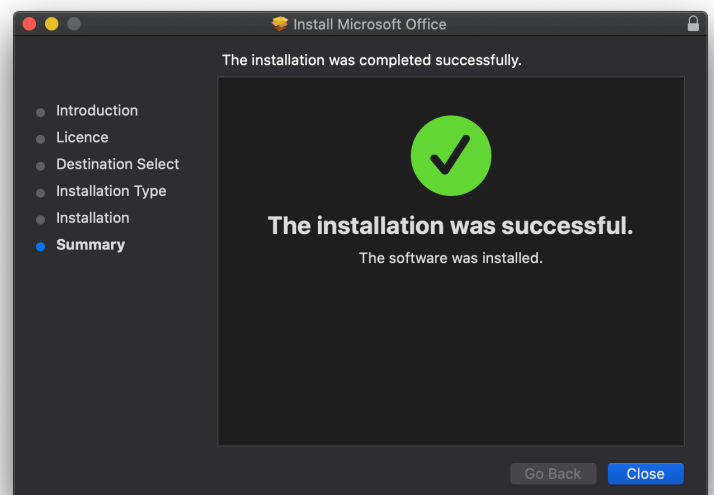 Install Microsoft Office
The installation was completed successfully.
Introduction
Licence
Destination Select
Installation Type
Installation
Summary
The installation was successful.
The software was installed.
Go Back
Close